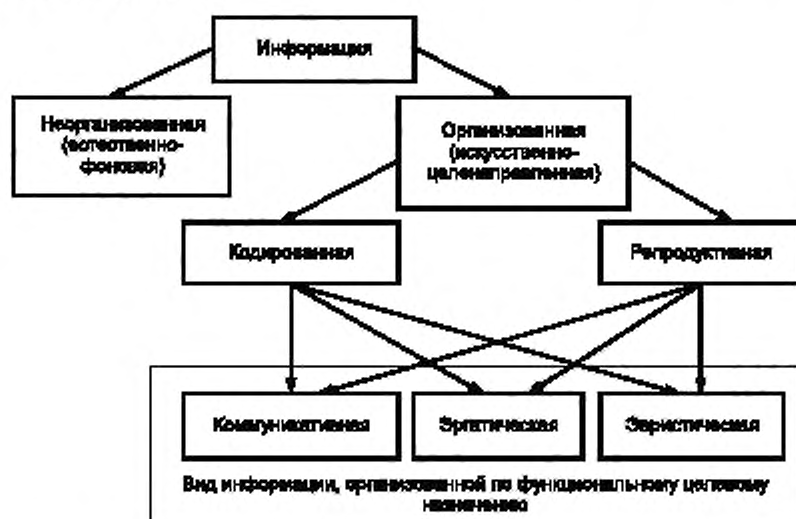 Информация
Неорганизованная
(естественно-
фоновая)
Организованная
(искусственно-
целенаправленная)
Кодированная
Репродуктивная
Коммуникативная
Эргатическая
Эвристическая
Вид информации, организованной по функциональному целевому
назначению